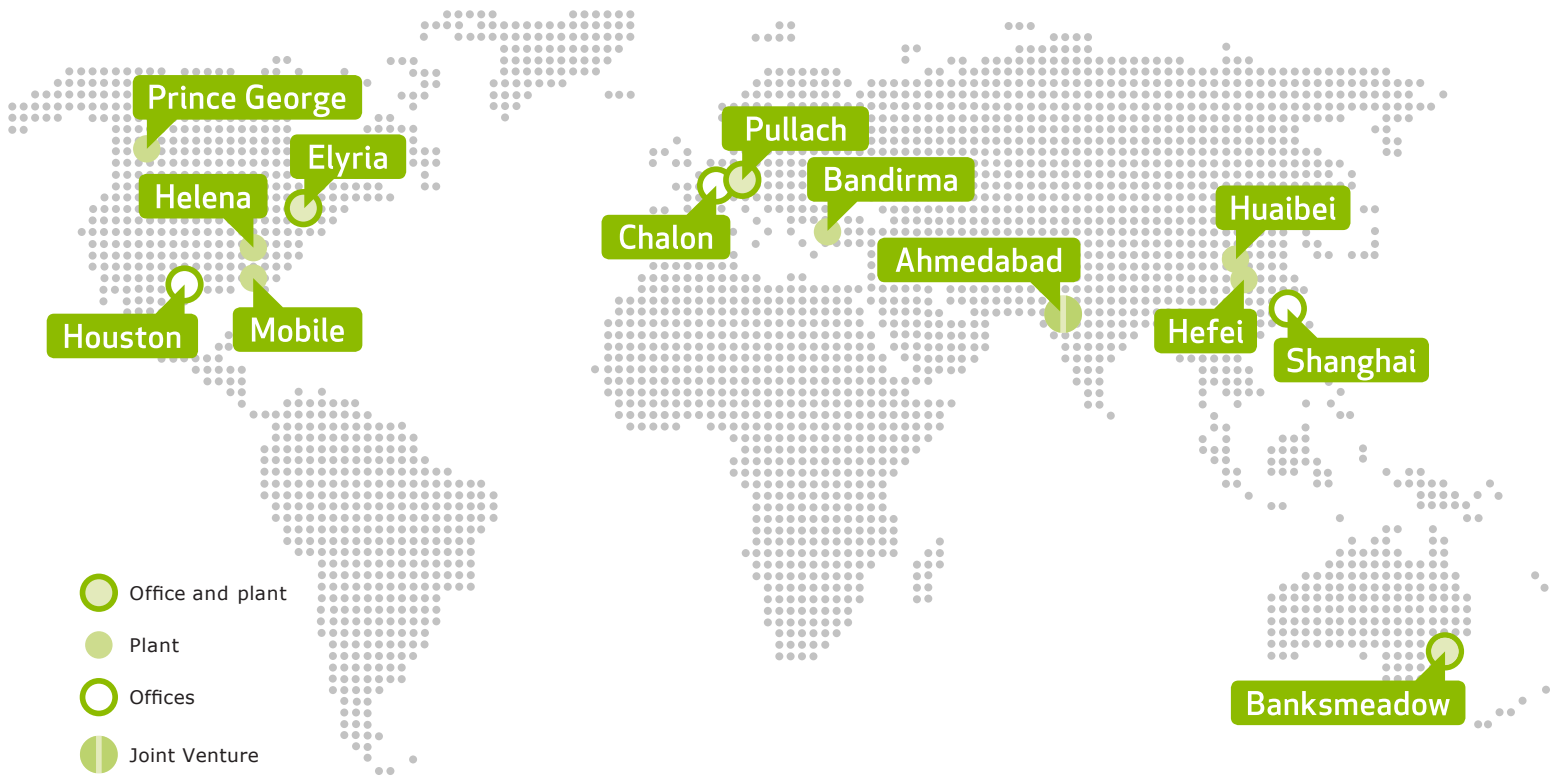 Prince George
Elyria
Helena
Houston
Mobile
Pullach
Chalon
Bandirma
Ahmedabad
Huaibei
Hefei
Shanghai
Banksmeadow
Office and plant
Plant
Offices
Joint Venture